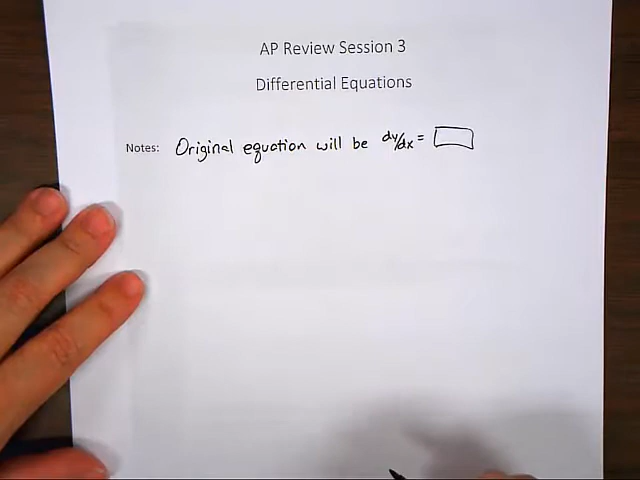 AP Review Session 3
Differential Equations
Notes: Original equation will be dy/dx =